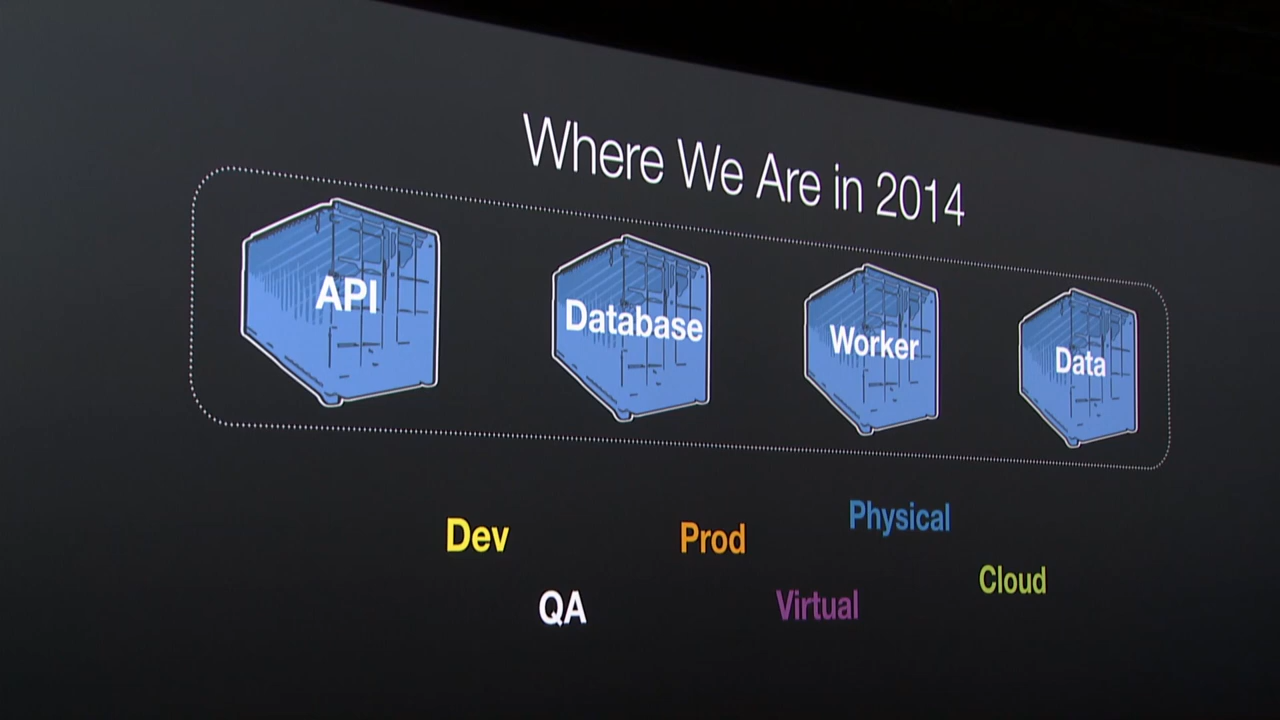 Where We Are in 2014
API
Database
Worker
Data
Dev
Prod
Physical
QA
Virtual
Cloud